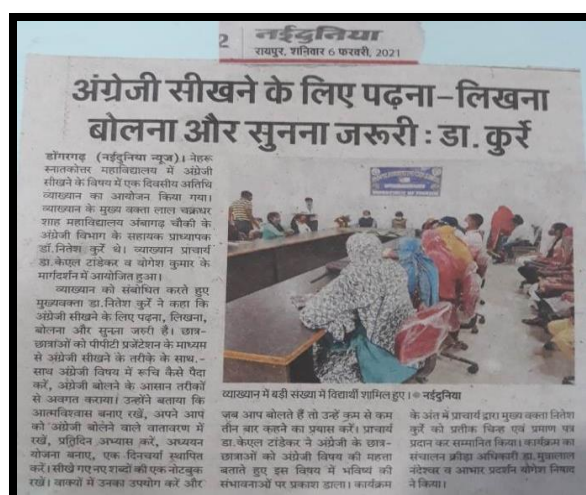 2
नईदुनिया
रायपुर, शनिवार 6 फरवरी, 2021
अंग्रेजी सीखने के लिए पढ़ना-लिखना
बोलना और सुनना जरूरी : डा. कुर्रे
डोंगरगढ़ (नईदुनिया न्यूज)। नेहरू
स्नातकोत्तर महाविद्यालय में अंग्रेजी
सीखने के विषय में एक दिवसीय अतिथि
व्याख्यान का आयोजन किया गया।
व्याख्यान के मुख्य वक्ता लाल चक्रधर
शाह महाविद्यालय अंबागढ़ चौकी के
अंग्रेजी विभाग के सहायक प्राध्यापक
डॉ.नितेश कुर्रे थे। व्याख्यान प्राचार्य
डा.केएल टांडेकर व योगेश कुमार के
मार्गदर्शन में आयोजित हुआ।
व्याख्यान को संबोधित करते हुए
मुख्यवक्ता डा.नितेश कुर्रे ने कहा कि
अंग्रेजी सीखने के लिए पढ़ना, लिखना,
बोलना और सुनना जरुरी है। छात्र-
छात्राओं को पीपीटी प्रजेंटेशन के माध्यम
से अंग्रेजी सीखने के तरीके के साथ-
साथ अंग्रेजी विषय में रूचि कैसे पैदा
करें, अंग्रेजी बोलने के आसान तरीकों
से अवगत कराया। उन्होंने बताया कि
आत्मविश्वास बनाए रखें, अपने आप
को अंग्रेजी बोलने वाले वातावरण में
रखें, प्रतिदिन अभ्यास करें, अध्ययन
योजना बनाए, एक दिनचर्या स्थापित
करें। सीखे गए नए शब्दों की एक नोटबुक
रखें। वाक्यों में उनका उपयोग करें और
व्याख्यान में बड़ी संख्या में विद्यार्थी शामिल हुए। ● नईदुनिया
जब आप बोलते हैं तो उन्हें कम से कम
तीन बार कहने का प्रयास करें। प्राचार्य
डा.केएल टांडेकर ने अंग्रेजी के छात्र-
छात्राओं को अंग्रेजी विषय की महत्ता
बताते हुए इस विषय में भविष्य की
संभावनाओं पर प्रकाश डाला। कार्यक्रम
के अंत में प्राचार्य द्वारा मुख्य वक्ता नितेश
कुर्रे को प्रतीक चिन्ह एवं प्रमाण पत्र
प्रदान कर सम्मानित किया। कार्यक्रम का
संचालन क्रीड़ा अधिकारी डा.मुन्नालाल
नंदेश्वर व आभार प्रदर्शन योगेश निषाद
ने किया।